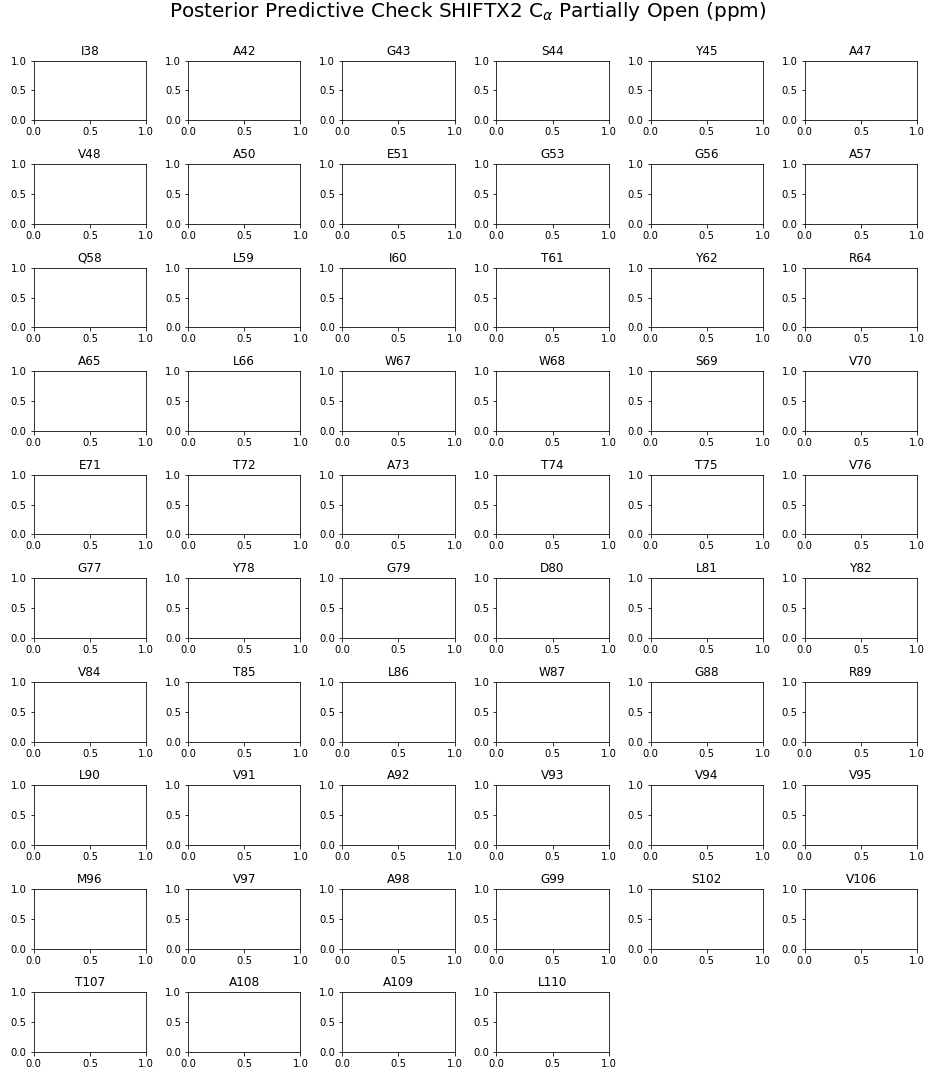 Posterior Predictive Check SHIFTX2 Cα Partially Open (ppm)
I38 A42 G43 S44 Y45 A47
1.0 1.0 1.0 1.0 1.0 1.0
0.5 0.5 0.5 0.5 0.5 0.5
0.0 0.0 0.0 0.0 0.0 0.0
0.0 0.5 1.0 0.0 0.5 1.0 0.0 0.5 1.0 0.0 0.5 1.0 0.0 0.5 1.0 0.0 0.5 1.0
V48 A50 E51 G53 G56 A57
1.0 1.0 1.0 1.0 1.0 1.0
0.5 0.5 0.5 0.5 0.5 0.5
0.0 0.0 0.0 0.0 0.0 0.0
0.0 0.5 1.0 0.0 0.5 1.0 0.0 0.5 1.0 0.0 0.5 1.0 0.0 0.5 1.0 0.0 0.5 1.0
Q58 L59 I60 T61 Y62 R64
1.0 1.0 1.0 1.0 1.0 1.0
0.5 0.5 0.5 0.5 0.5 0.5
0.0 0.0 0.0 0.0 0.0 0.0
0.0 0.5 1.0 0.0 0.5 1.0 0.0 0.5 1.0 0.0 0.5 1.0 0.0 0.5 1.0 0.0 0.5 1.0
A65 L66 W67 W68 S69 V70
1.0 1.0 1.0 1.0 1.0 1.0
0.5 0.5 0.5 0.5 0.5 0.5
0.0 0.0 0.0 0.0 0.0 0.0
0.0 0.5 1.0 0.0 0.5 1.0 0.0 0.5 1.0 0.0 0.5 1.0 0.0 0.5 1.0 0.0 0.5 1.0
E71 T72 A73 T74 T75 V76
1.0 1.0 1.0 1.0 1.0 1.0
0.5 0.5 0.5 0.5 0.5 0.5
0.0 0.0 0.0 0.0 0.0 0.0
0.0 0.5 1.0 0.0 0.5 1.0 0.0 0.5 1.0 0.0 0.5 1.0 0.0 0.5 1.0 0.0 0.5 1.0
G77 Y78 G79 D80 L81 Y82
1.0 1.0 1.0 1.0 1.0 1.0
0.5 0.5 0.5 0.5 0.5 0.5
0.0 0.0 0.0 0.0 0.0 0.0
0.0 0.5 1.0 0.0 0.5 1.0 0.0 0.5 1.0 0.0 0.5 1.0 0.0 0.5 1.0 0.0 0.5 1.0
V84 T85 L86 W87 G88 R89
1.0 1.0 1.0 1.0 1.0 1.0
0.5 0.5 0.5 0.5 0.5 0.5
0.0 0.0 0.0 0.0 0.0 0.0
0.0 0.5 1.0 0.0 0.5 1.0 0.0 0.5 1.0 0.0 0.5 1.0 0.0 0.5 1.0 0.0 0.5 1.0
L90 V91 A92 V93 V94 V95
1.0 1.0 1.0 1.0 1.0 1.0
0.5 0.5 0.5 0.5 0.5 0.5
0.0 0.0 0.0 0.0 0.0 0.0
0.0 0.5 1.0 0.0 0.5 1.0 0.0 0.5 1.0 0.0 0.5 1.0 0.0 0.5 1.0 0.0 0.5 1.0
M96 V97 A98 G99 S102 V106
1.0 1.0 1.0 1.0 1.0 1.0
0.5 0.5 0.5 0.5 0.5 0.5
0.0 0.0 0.0 0.0 0.0 0.0
0.0 0.5 1.0 0.0 0.5 1.0 0.0 0.5 1.0 0.0 0.5 1.0 0.0 0.5 1.0 0.0 0.5 1.0
T107 A108 A109 L110
1.0 1.0 1.0 1.0
0.5 0.5 0.5 0.5
0.0 0.0 0.0 0.0
0.0 0.5 1.0 0.0 0.5 1.0 0.0 0.5 1.0 0.0 0.5 1.0